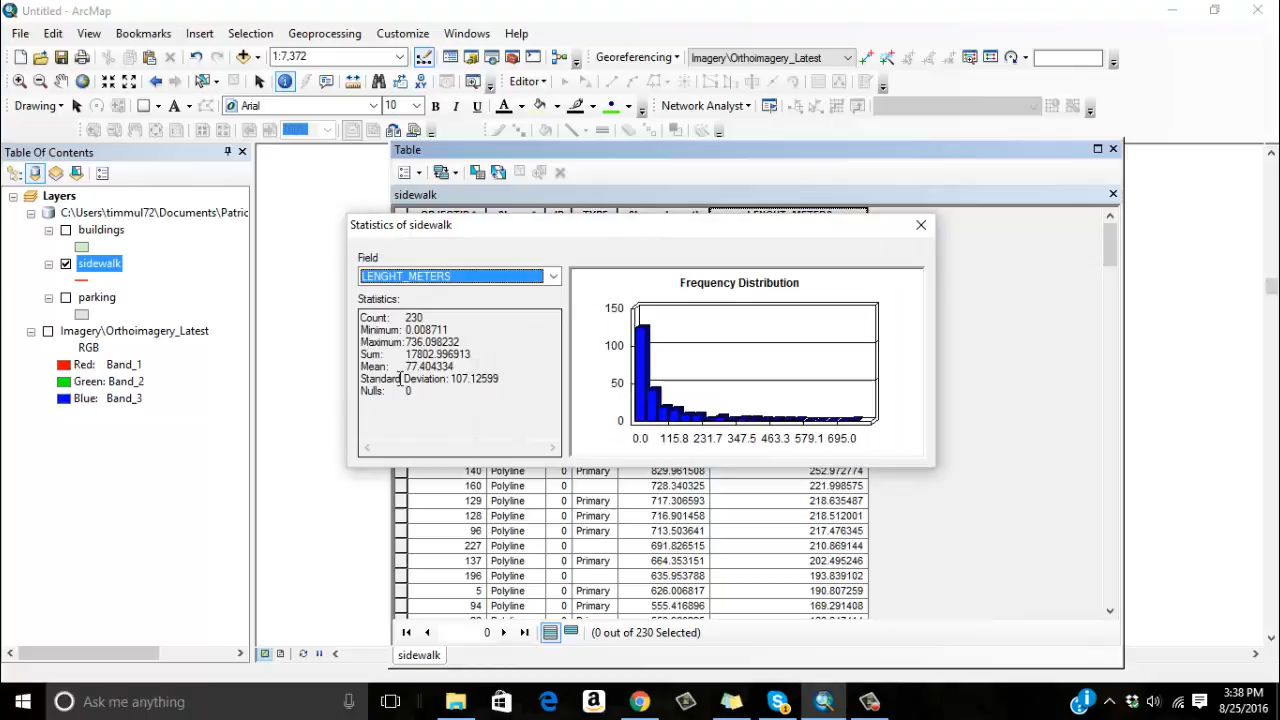 Untitled - ArcMap
File Edit View Bookmarks Insert Selection Geoprocessing Customize Windows Help
1:7,372 Georeferencing: Imagery/Orthoimagery_Latest
Editor
Drawing Arial 10 B I U A Network Analyst
Table Of Contents
Layers
C:\Users\timmul72\Documents\Patric
buildings
sidewalk
parking
Imagery/Orthoimagery_Latest
RGB
Red: Band_1
Green: Band_2
Blue: Band_3
Table
sidewalk
Statistics of sidewalk
Field
LENGHT_METERS
Statistics:
Count: 230
Minimum: 0.008711
Maximum: 736.098232
Sum: 17802.996913
Mean: 77.404334
Standard Deviation: 107.12599
Nulls: 0
Frequency Distribution
150
100
50
0
0.0 115.8 231.7 347.5 463.3 579.1 695.0
140 Polyline 0 Primary 829.961508 252.972774
160 Polyline 0 728.340325 221.998575
129 Polyline 0 Primary 717.306593 218.635487
128 Polyline 0 Primary 716.901458 218.512001
96 Polyline 0 Primary 713.503641 217.476345
227 Polyline 0 691.826515 210.869144
137 Polyline 0 Primary 664.353151 202.495246
196 Polyline 0 635.953788 193.839102
5 Polyline 0 Primary 626.006817 190.807259
94 Polyline 0 Primary 555.416896 169.291408
0 (0 out of 230 Selected)
sidewalk
Ask me anything
3:38 PM
8/25/2016